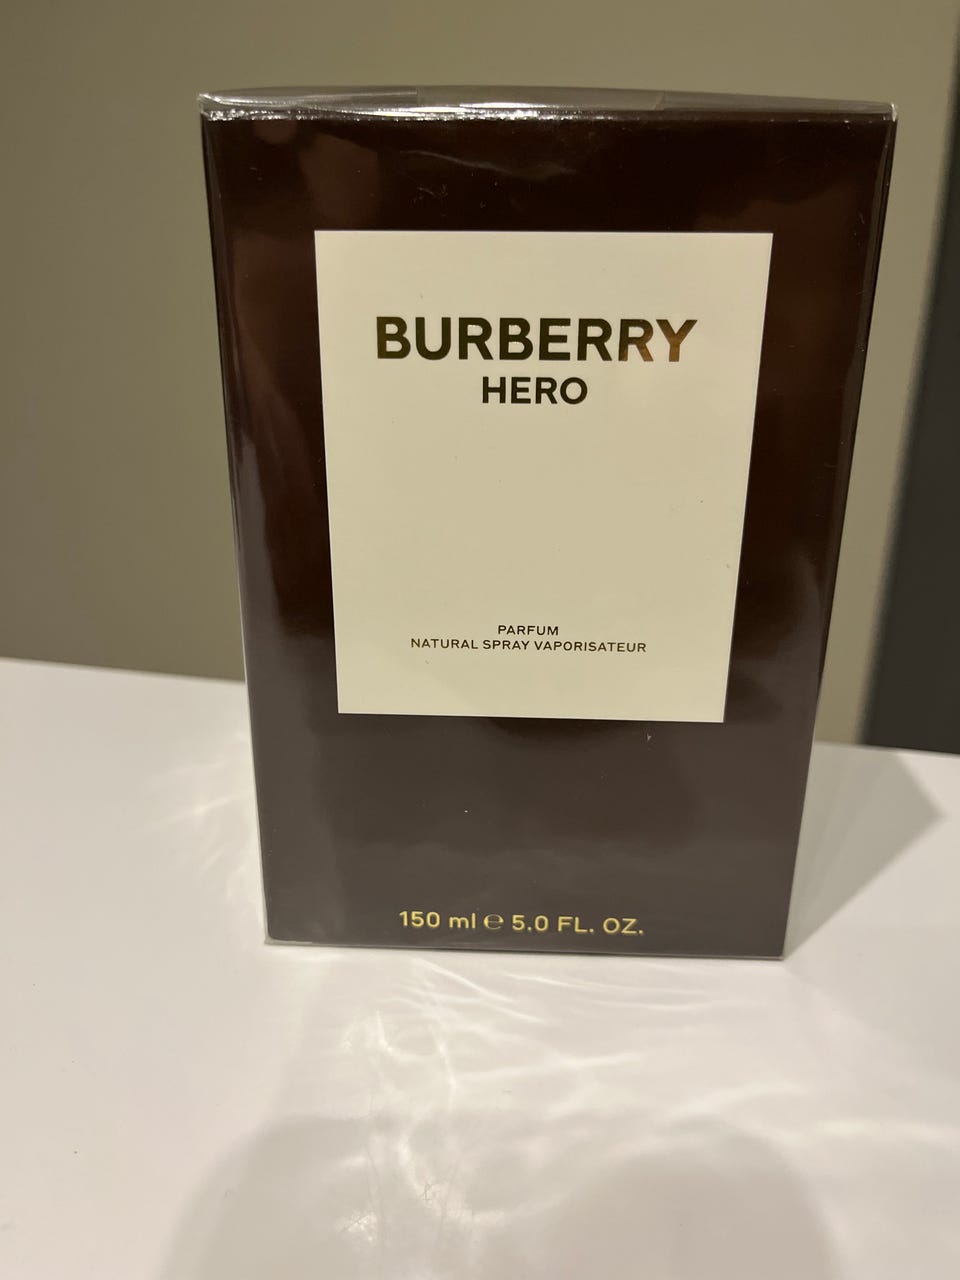 BURBERRY
HERO
PARFUM
NATURAL SPRAY VAPORISATEUR
150 ml ℮ 5.0 FL. OZ.